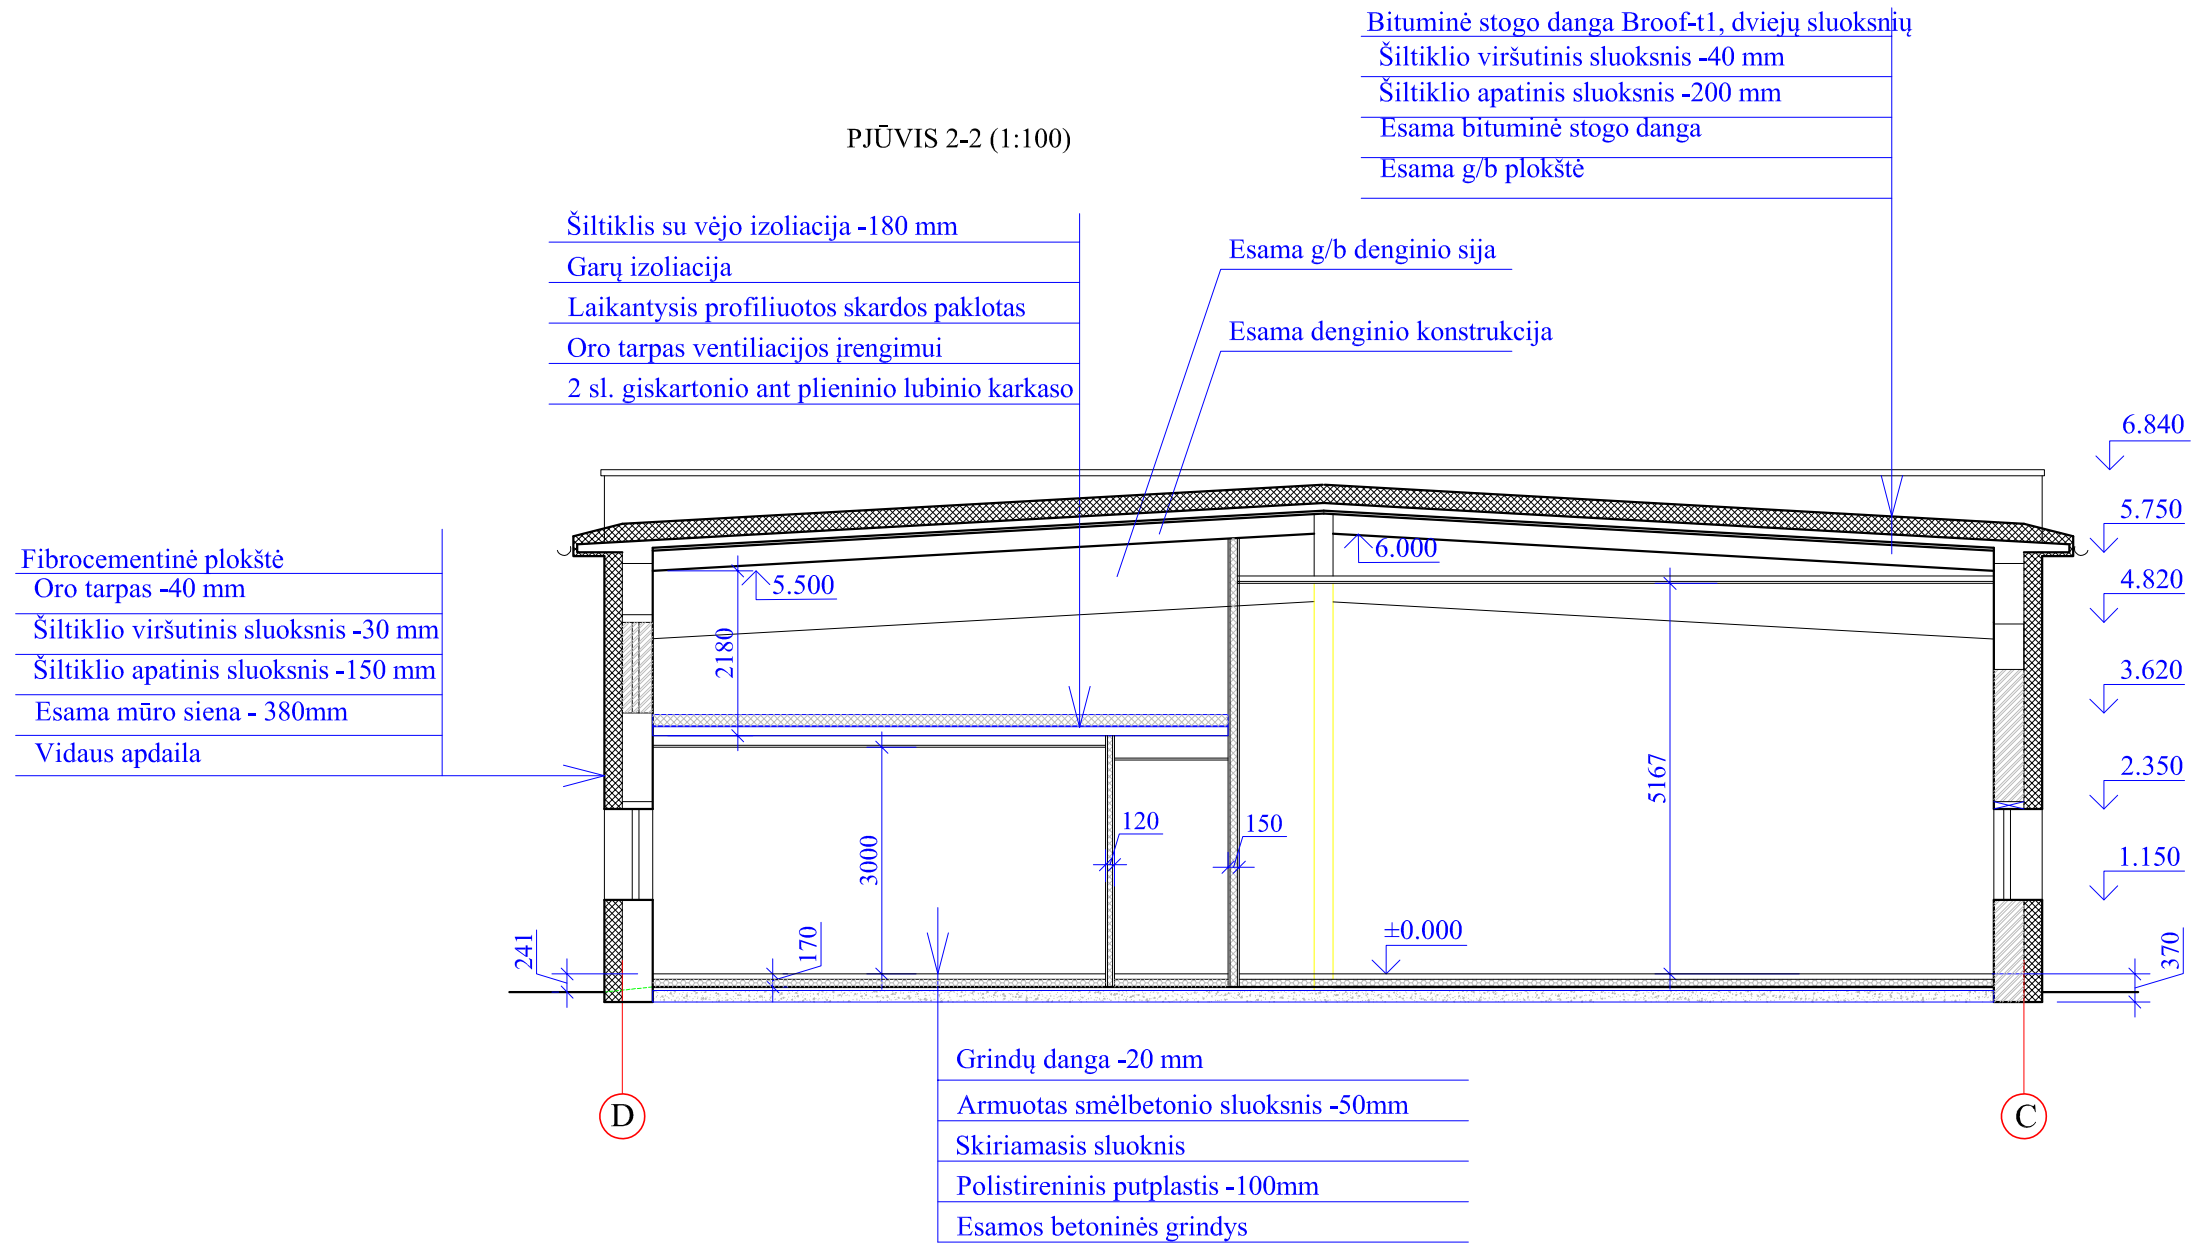 Bituminė stogo danga Broof-t1, dviejų sluoksnių
Šiltiklio viršutinis sluoksnis -40 mm
Šiltiklio apatinis sluoksnis -200 mm
Esama bituminė stogo danga
Esama g/b plokštė
PJŪVIS 2-2 (1:100)
Šiltiklis su vėjo izoliacija -180 mm
Garų izoliacija
Laikantysis profiliuotos skardos paklotas
Oro tarpas ventiliacijos įrengimui
2 sl. giskartonio ant plieninio lubinio karkaso
Esama g/b denginio sija
Esama denginio konstrukcija
Fibrocementinė plokštė
Oro tarpas -40 mm
Šiltiklio viršutinis sluoksnis -30 mm
Šiltiklio apatinis sluoksnis -150 mm
Esama mūro siena - 380mm
Vidaus apdaila
6.840
5.750
4.820
3.620
2.350
1.150
5.500
6.000
2180
5167
3000
120
150
±0.000
241
170
370
D
C
Grindų danga -20 mm
Armuotas smėlbetonio sluoksnis -50mm
Skiriamasis sluoknis
Polistireninis putplastis -100mm
Esamos betoninės grindys